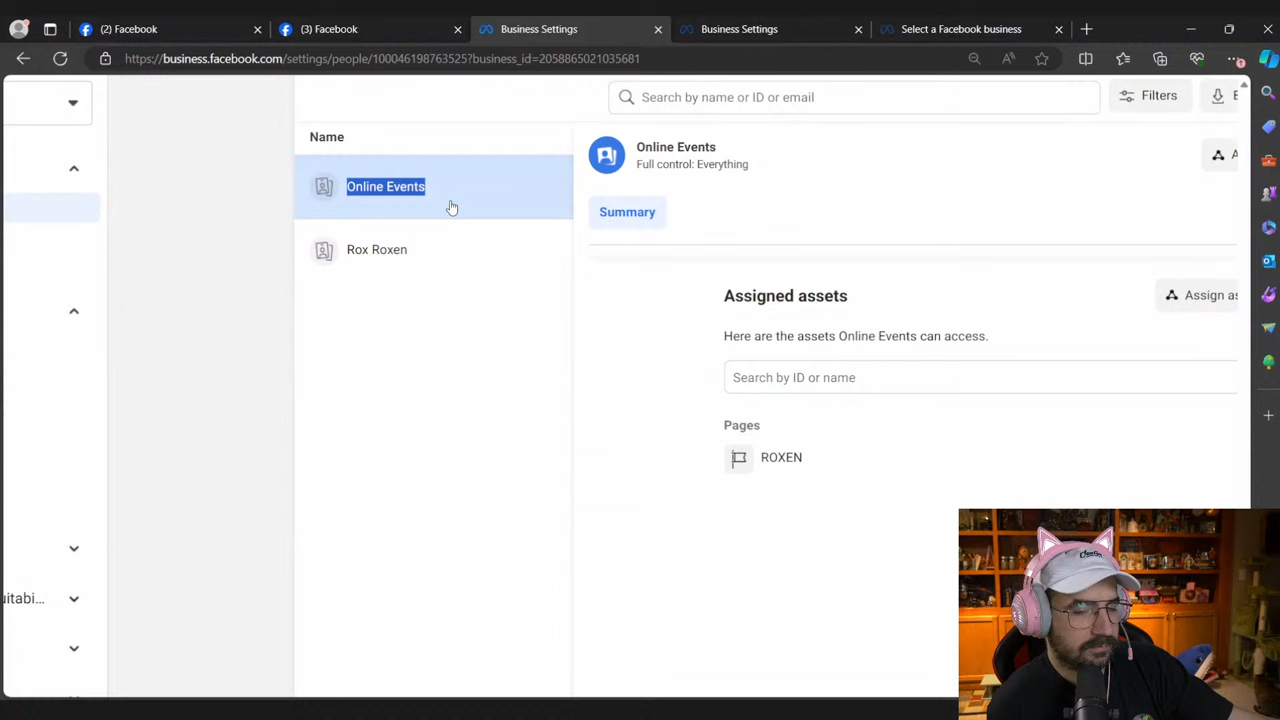 (2) Facebook
(3) Facebook
Business Settings
Business Settings
Select a Facebook business
https://business.facebook.com/settings/people/100046198763525?business_id=2058865021035681
Search by name or ID or email
Filters
E
Name
Online Events
Rox Roxen
Online Events
Full control: Everything
A
Summary
Assigned assets
Assign as
Here are the assets Online Events can access.
Search by ID or name
Pages
ROXEN
uitabi...